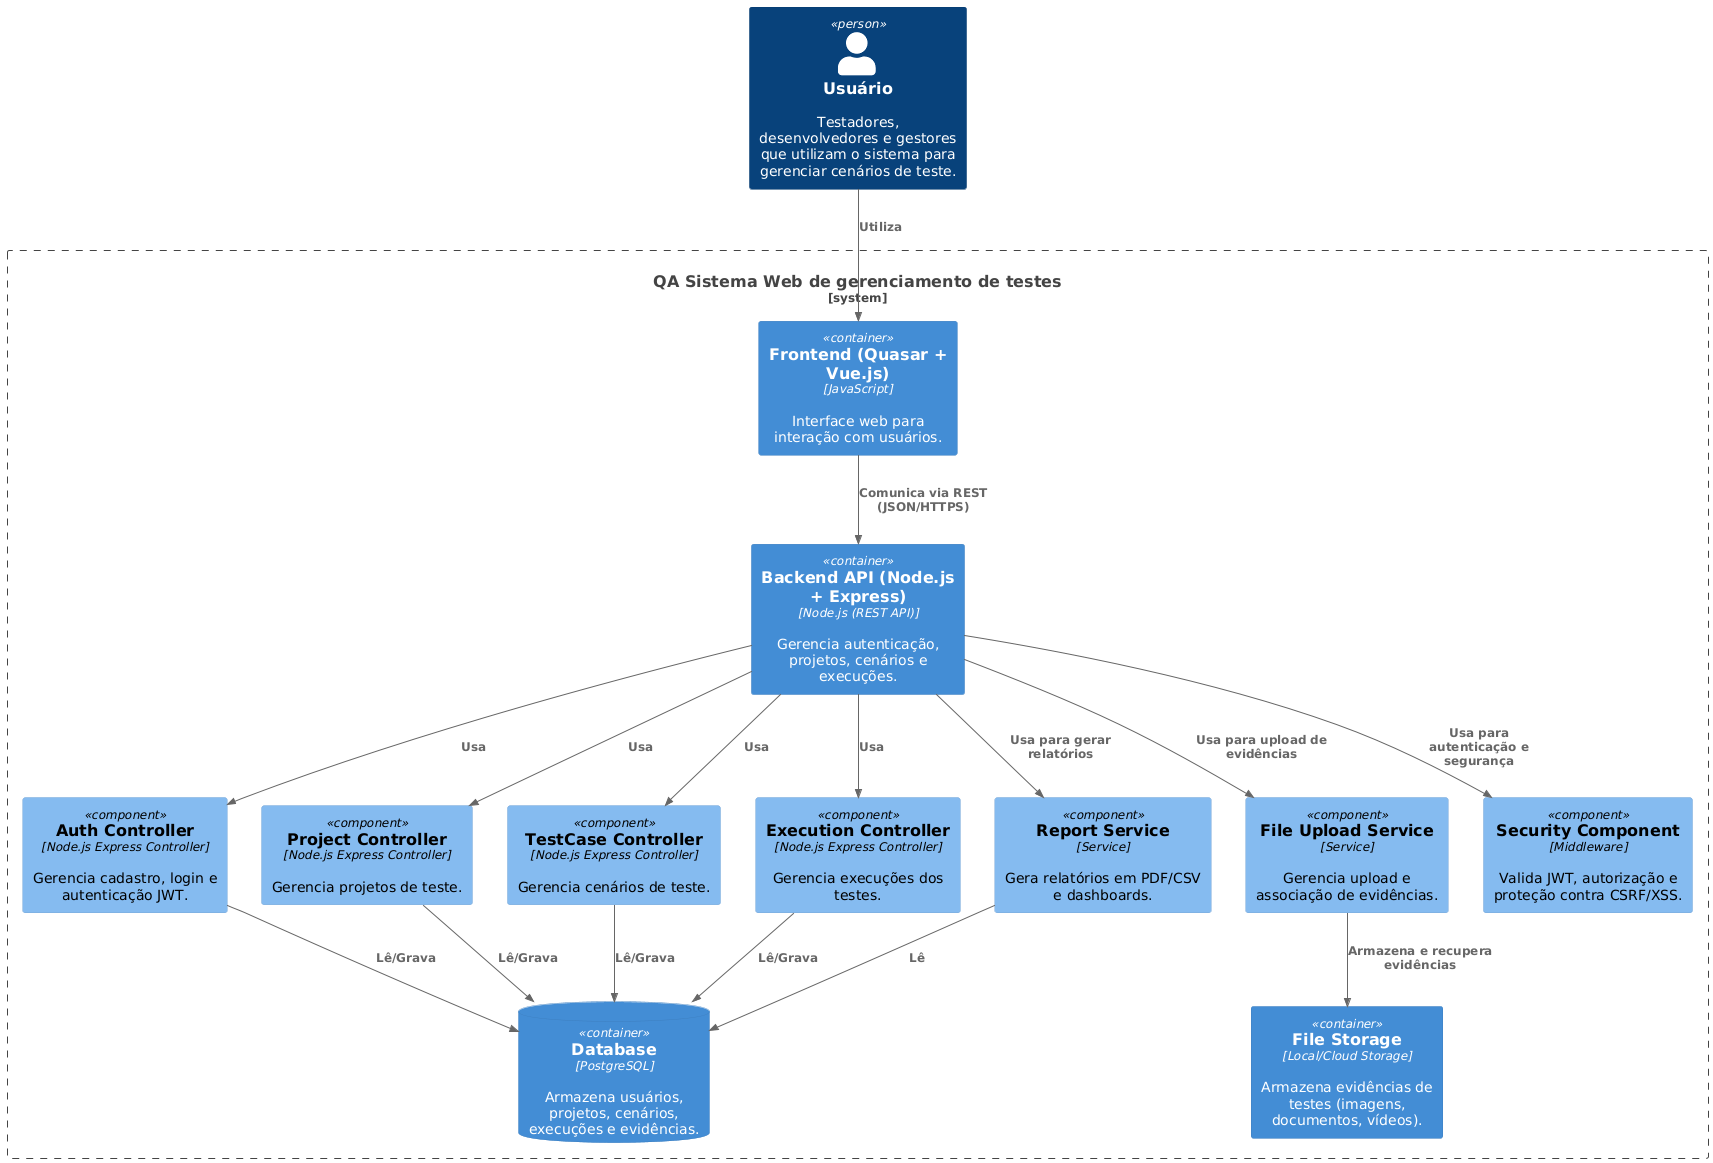 «person»
Usuário
Testadores,
desenvolvedores e gestores
que utilizam o sistema para
gerenciar cenários de teste.
Utiliza
QA Sistema Web de gerenciamento de testes
[system]
«container»
Frontend (Quasar +
Vue.js)
[JavaScript]
Interface web para
interação com usuários.
Comunica via REST
(JSON/HTTPS)
«container»
Backend API (Node.js
+ Express)
[Node.js (REST API)]
Gerencia autenticação,
projetos, cenários e
execuções.
Usa
Usa
Usa
Usa
Usa para gerar
relatórios
Usa para upload de
evidências
Usa para
autenticação e
segurança
«component»
Auth Controller
[Node.js Express Controller]
Gerencia cadastro, login e
autenticação JWT.
«component»
Project Controller
[Node.js Express Controller]
Gerencia projetos de teste.
«component»
TestCase Controller
[Node.js Express Controller]
Gerencia cenários de teste.
«component»
Execution Controller
[Node.js Express Controller]
Gerencia execuções dos
testes.
«component»
Report Service
[Service]
Gera relatórios em PDF/CSV
e dashboards.
«component»
File Upload Service
[Service]
Gerencia upload e
associação de evidências.
«component»
Security Component
[Middleware]
Valida JWT, autorização e
proteção contra CSRF/XSS.
Lê/Grava
Lê/Grava
Lê/Grava
Lê/Grava
Lê
Armazena e recupera
evidências
«container»
Database
[PostgreSQL]
Armazena usuários,
projetos, cenários,
execuções e evidências.
«container»
File Storage
[Local/Cloud Storage]
Armazena evidências de
testes (imagens,
documentos, vídeos).